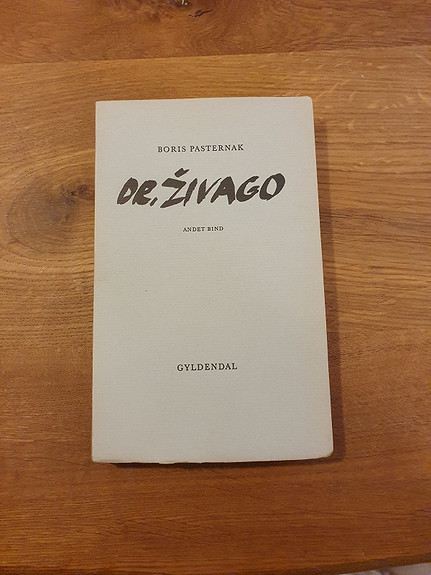 BORIS PASTERNAK
DR. ŽIVAGO
ANDET BIND
GYLDENDAL